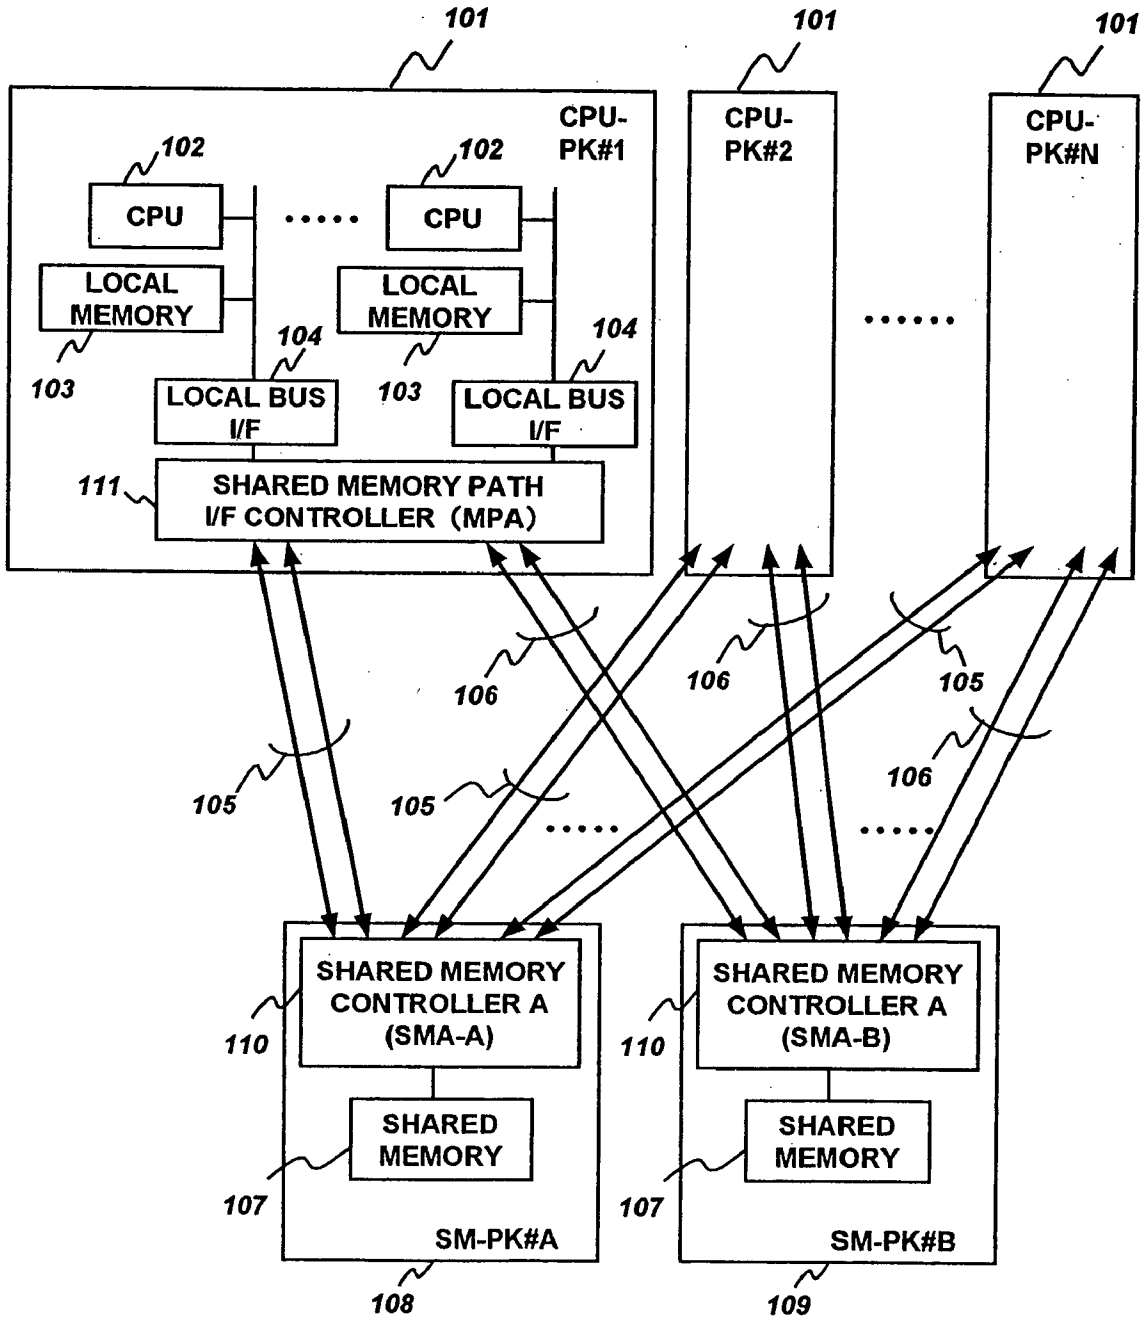 101
101
101
CPU-
PK#1
CPU-
PK#2
CPU-
PK#N
102
102
CPU
CPU
LOCAL
MEMORY
LOCAL
MEMORY
103
104
103
104
LOCAL BUS
I/F
LOCAL BUS
I/F
111
SHARED MEMORY PATH
I/F CONTROLLER (MPA)
106
106
105
105
105
106
SHARED MEMORY
CONTROLLER A
(SMA-A)
SHARED MEMORY
CONTROLLER A
(SMA-B)
110
110
SHARED
MEMORY
SHARED
MEMORY
107
107
SM-PK#A
SM-PK#B
108
109